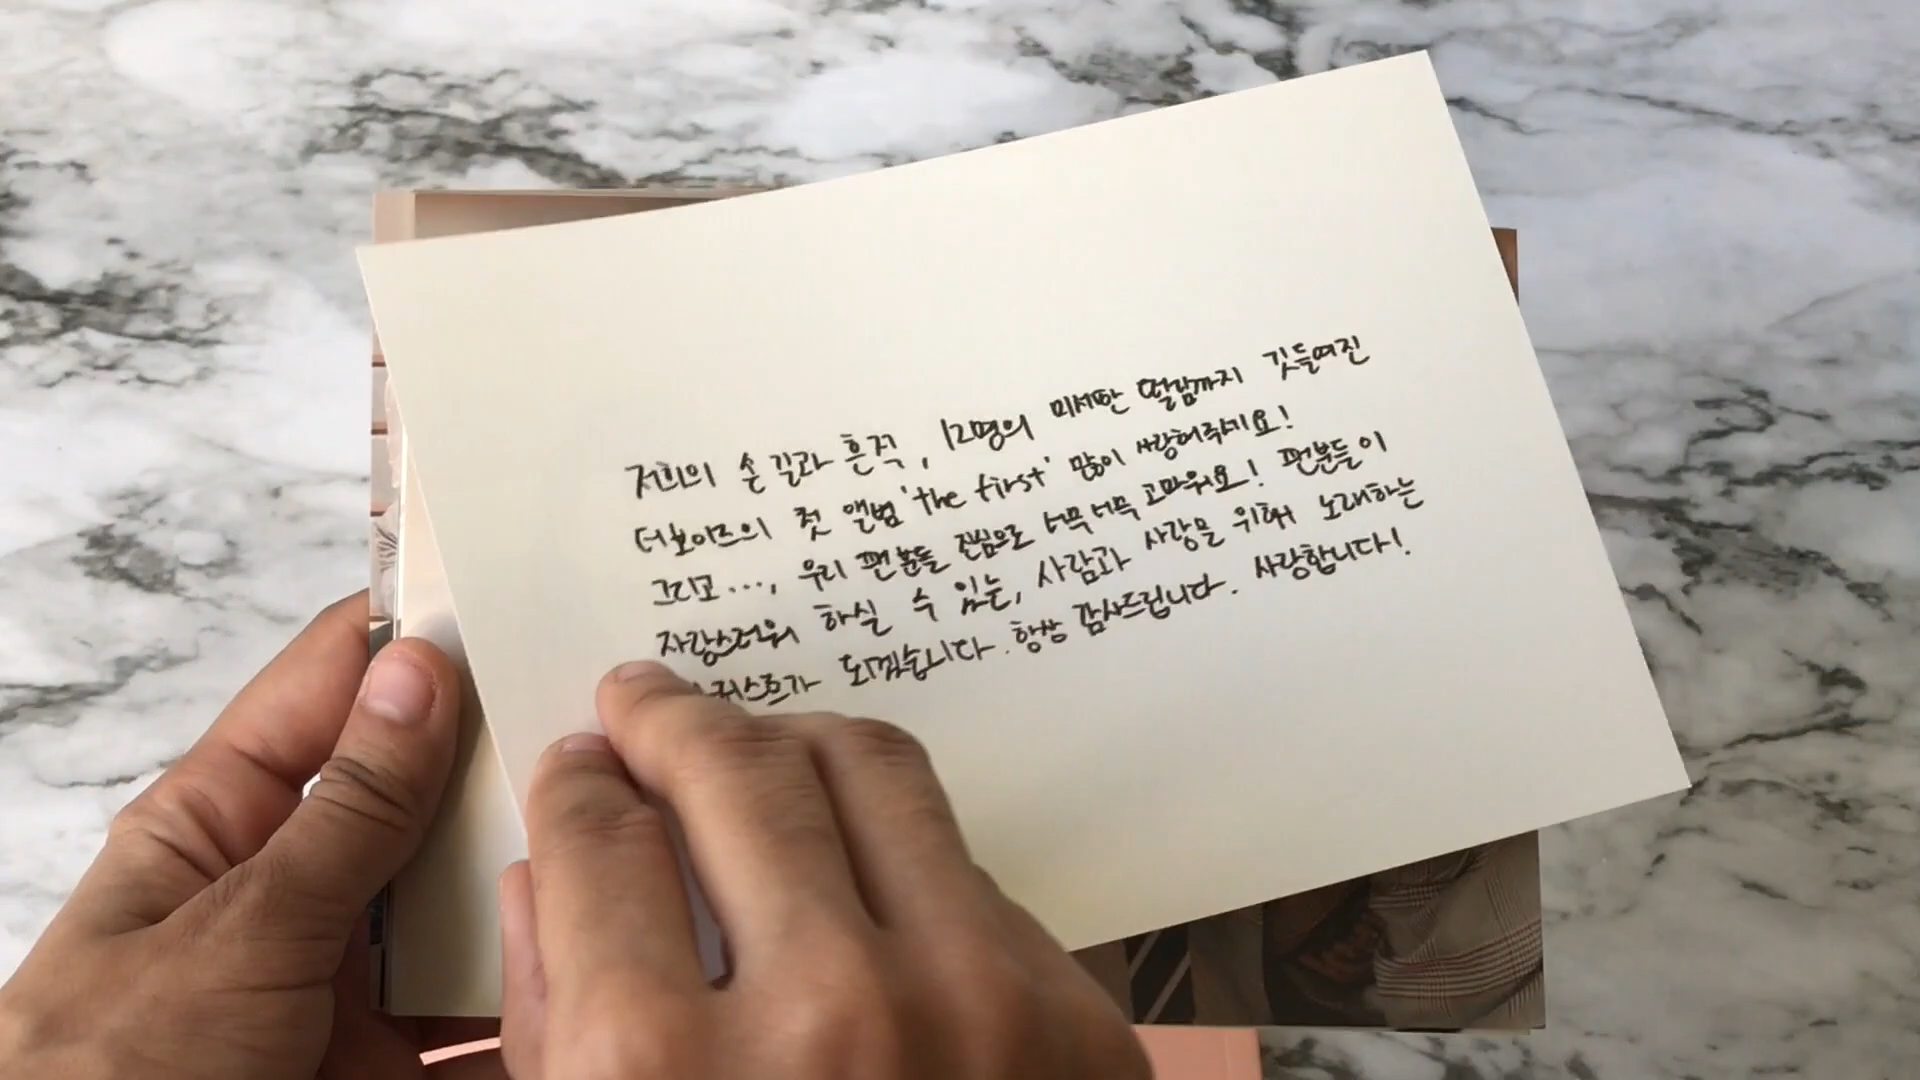 저희의 손 길과 흔적, 12명의 미세한 떨림까지 깃들여진
더보이즈의 첫 앨범 'the first' 많이 사랑해주세요!
그리고..., 우리 팬분들 진심으로 너무너무 고마워요! 팬분들이
자랑스러워 하실 수 있는, 사람과 사랑을 위해 노래하는
되겠습니다. 항상 감사드립니다. 사랑합니다!